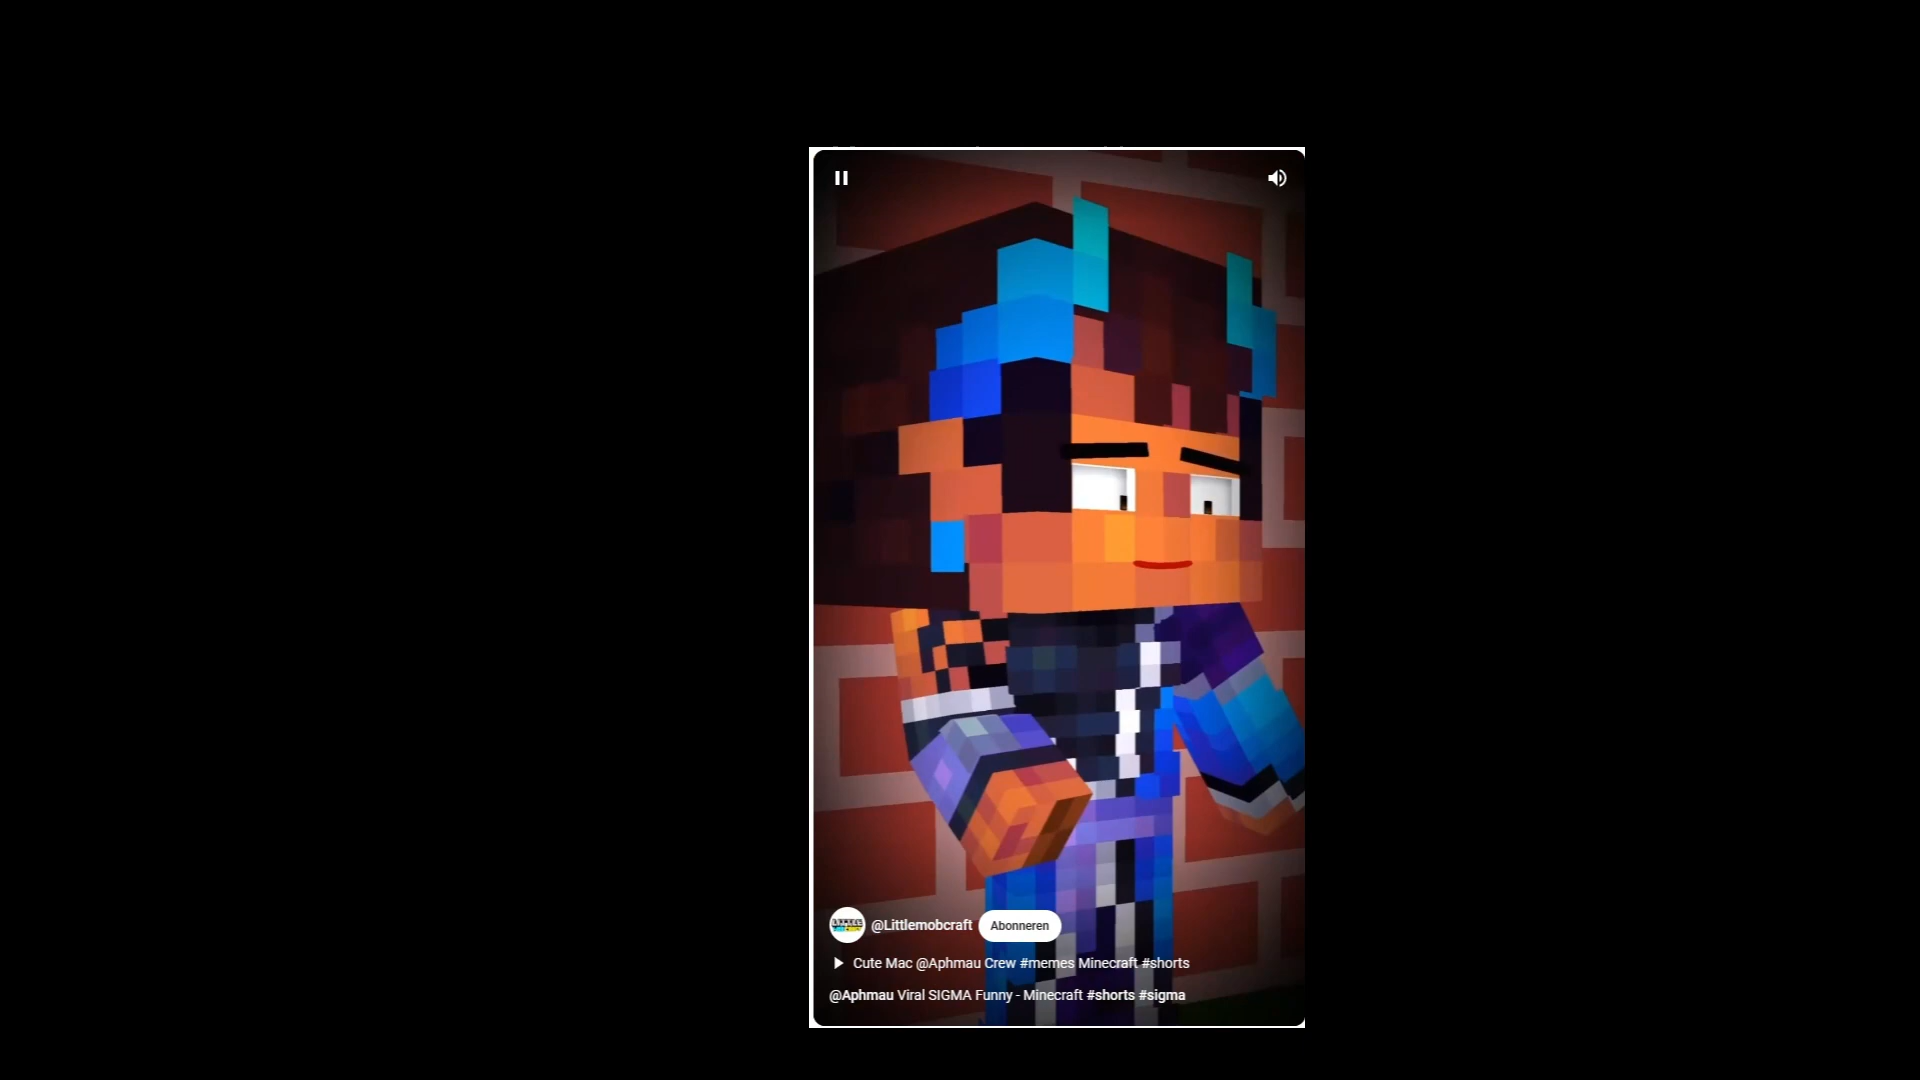 @Littlemobcraft Abonneren
Cute Mac @Aphmau Crew #memes Minecraft #shorts
@Aphmau Viral SIGMA Funny - Minecraft #shorts #sigma